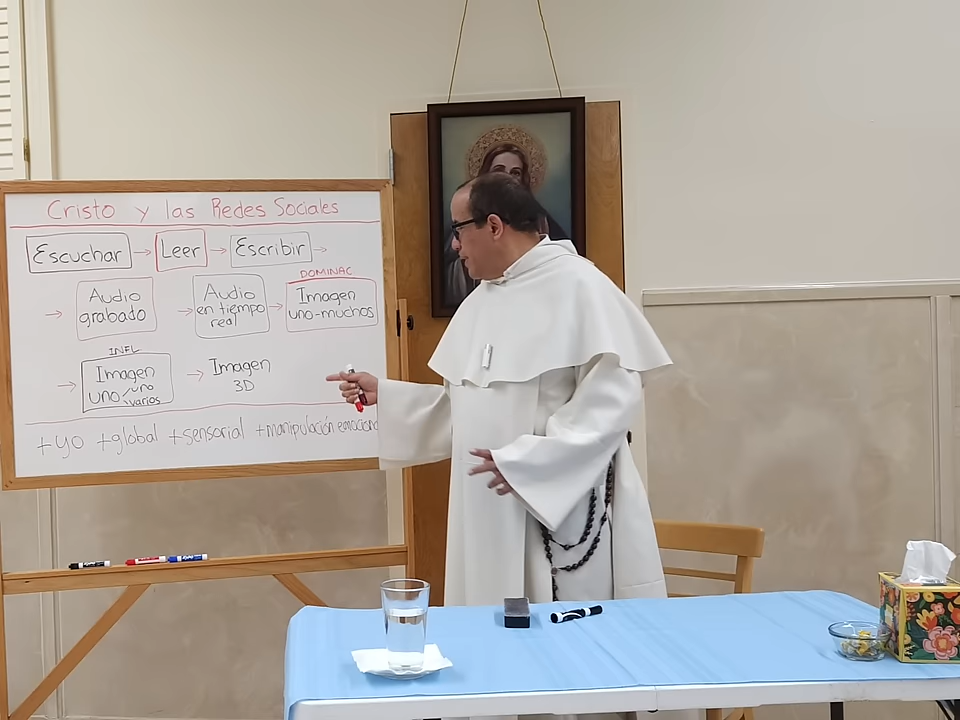 Cristo y las Redes Sociales
Escuchar → Leer → Escribir →
DOMINAC
→ Audio grabado → Audio en tiempo real → Imagen uno-muchos
INFL
→ Imagen uno < uno varios → Imagen 3D
+yo +global +sensorial +manipulación emocional